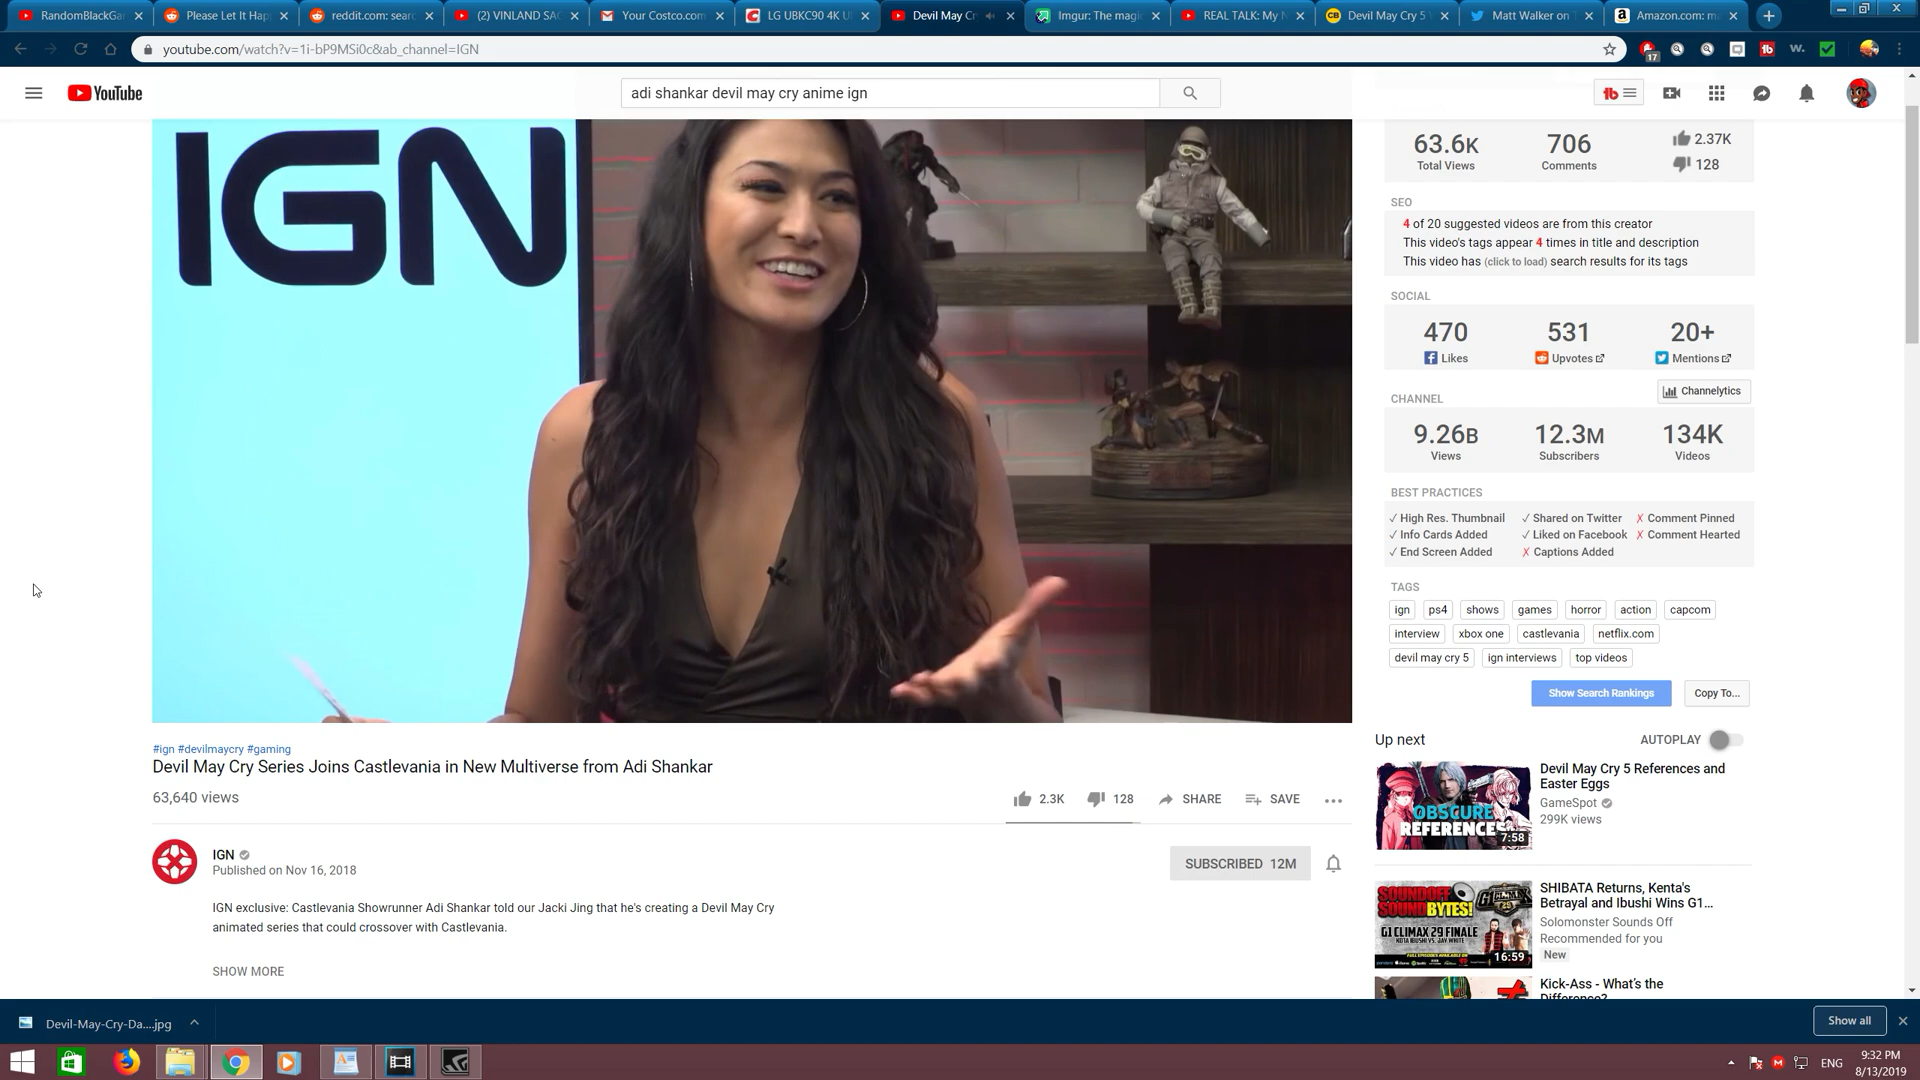 RandomBlackGa
Please Let It Hap
reddit.com: sear
(2) VINLAND SA
Your Costco.com
LG UBKC90 4K U
Devil May Cr
Imgur: The magi
REAL TALK: My
Devil May Cry 5
Matt Walker on
Amazon.com: m
youtube.com/watch?v=1i-bP9MSi0c&ab_channel=IGN
17
YouTube
adi shankar devil may cry anime ign
IGN
63.6K
706
2.37K
Total Views
Comments
128
SEO
4 of 20 suggested videos are from this creator
This video's tags appear 4 times in title and description
This video has (click to load) search results for its tags
SOCIAL
470
531
20+
Likes
Upvotes
Mentions
CHANNEL
Channelytics
9.26B
12.3M
134K
Views
Subscribers
Videos
BEST PRACTICES
✓ High Res. Thumbnail ✓ Shared on Twitter ✗ Comment Pinned
✓ Info Cards Added ✓ Liked on Facebook ✗ Comment Hearted
✓ End Screen Added ✗ Captions Added
TAGS
ign ps4 shows games horror action capcom
interview xbox one castlevania netflix.com
devil may cry 5 ign interviews top videos
Show Search Rankings
Copy To...
#ign #devilmaycry #gaming
Devil May Cry Series Joins Castlevania in New Multiverse from Adi Shankar
63,640 views
2.3K
128
SHARE
SAVE
IGN
Published on Nov 16, 2018
SUBSCRIBED 12M
IGN exclusive: Castlevania Showrunner Adi Shankar told our Jacki Jing that he's creating a Devil May Cry
animated series that could crossover with Castlevania.
SHOW MORE
Up next
AUTOPLAY
OBSCURE
REFERENCES
7:58
Devil May Cry 5 References and
Easter Eggs
GameSpot
299K views
SOUNDOFF
SOUNDBYTES!
G1 CLIMAX 29 FINALE
KOTA IBUSHI VS. JAY WHITE
16:59
SHIBATA Returns, Kenta's
Betrayal and Ibushi Wins G1...
Solomonster Sounds Off
Recommended for you
New
Kick-Ass - What's the
Difference?
Devil-May-Cry-Da....jpg
Show all
ENG
9:32 PM
8/13/2019